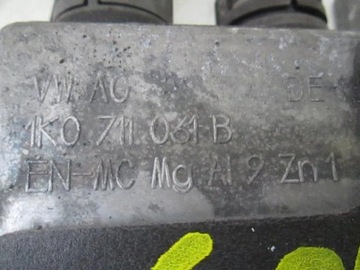 VW AG DE
1K0 711 061 B
EN-MC Mg Al 9 Zn 1